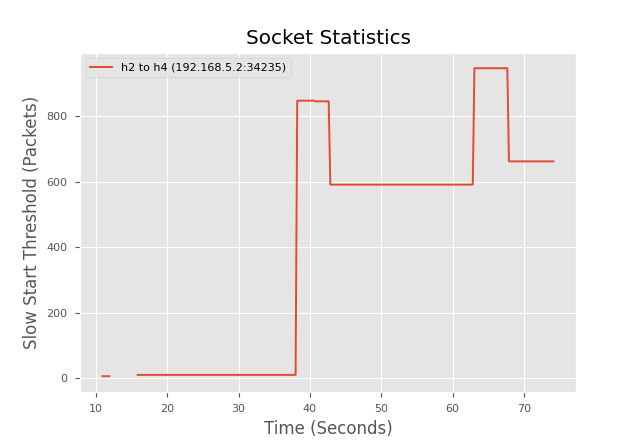 Socket Statistics
h2 to h4 (192.168.5.2:34235)
Slow Start Threshold (Packets)
800
600
400
200
0
10 20 30 40 50 60 70
Time (Seconds)